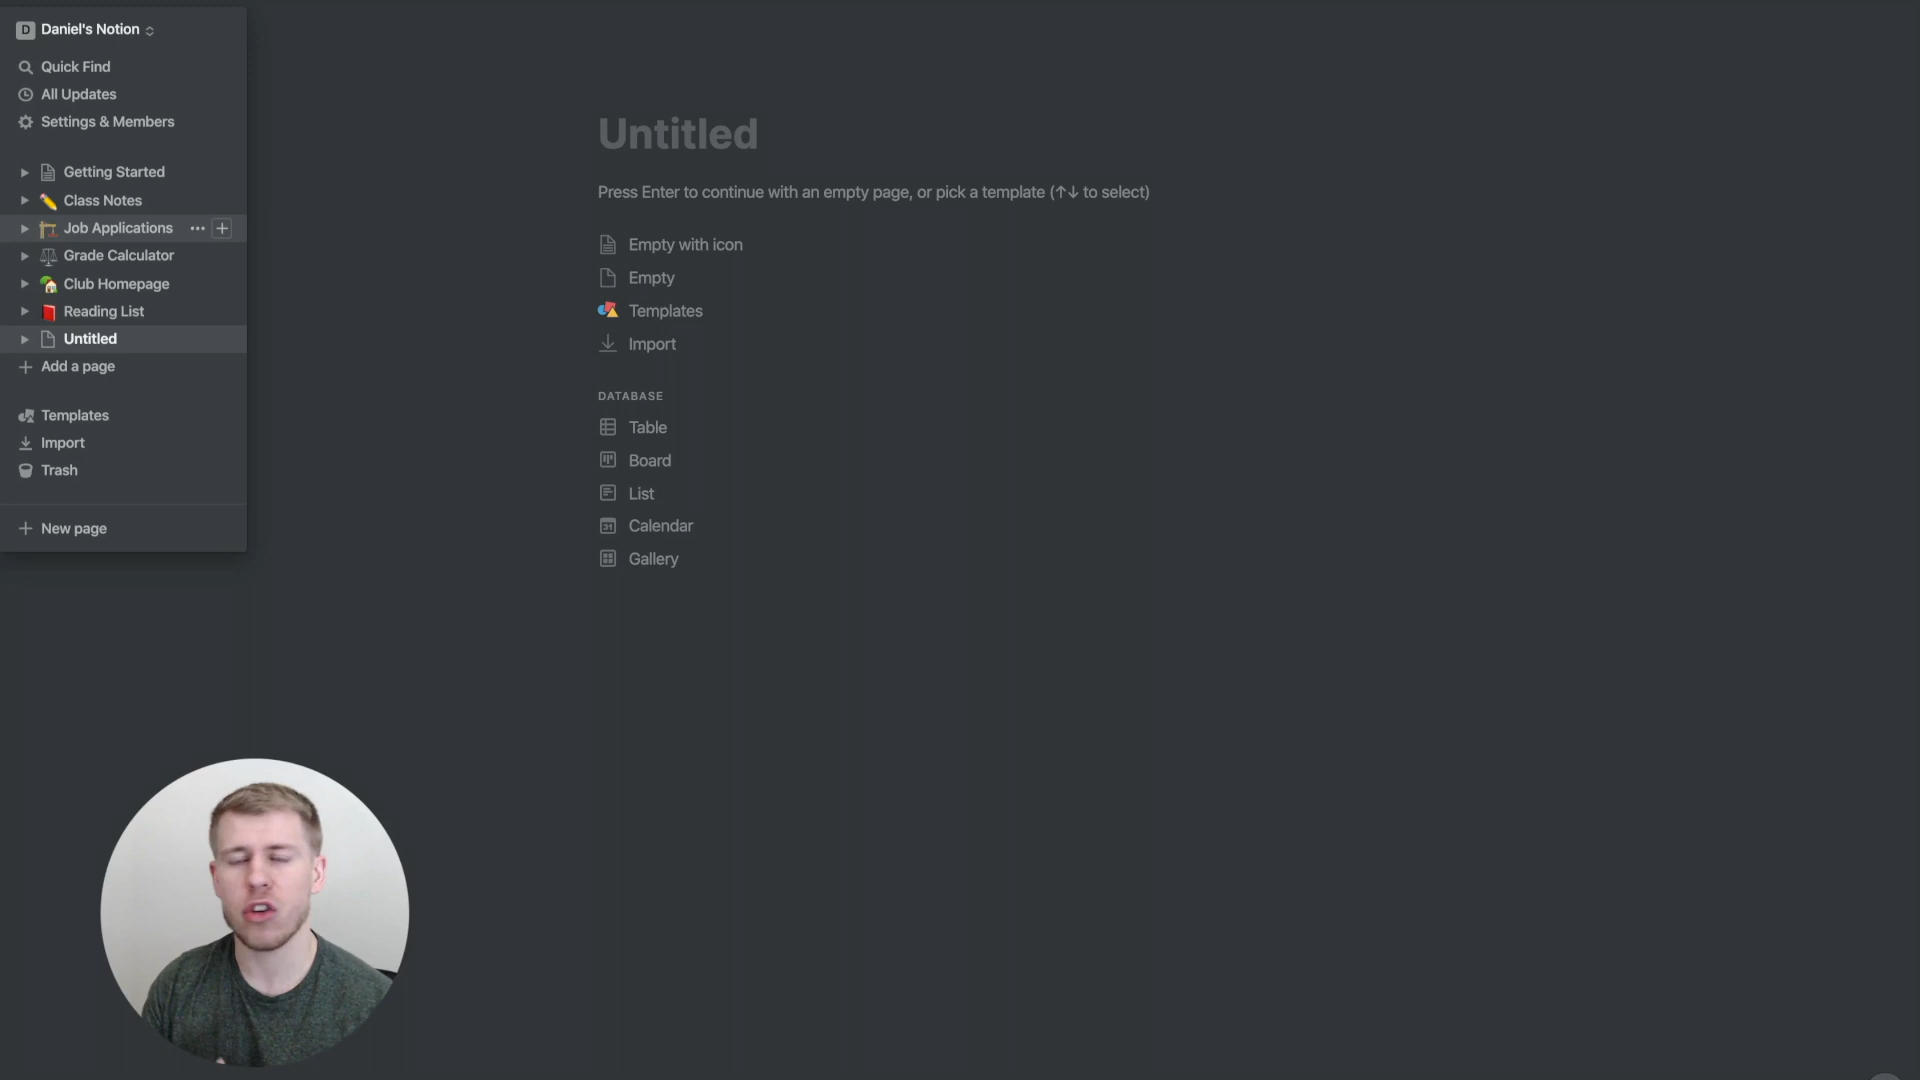 D Daniel's Notion
Quick Find
All Updates
Settings & Members
Getting Started
Class Notes
Job Applications
Grade Calculator
Club Homepage
Reading List
Untitled
Add a page
Templates
Import
Trash
New page
Untitled
Press Enter to continue with an empty page, or pick a template (↑↓ to select)
Empty with icon
Empty
Templates
Import
DATABASE
Table
Board
List
31 Calendar
Gallery